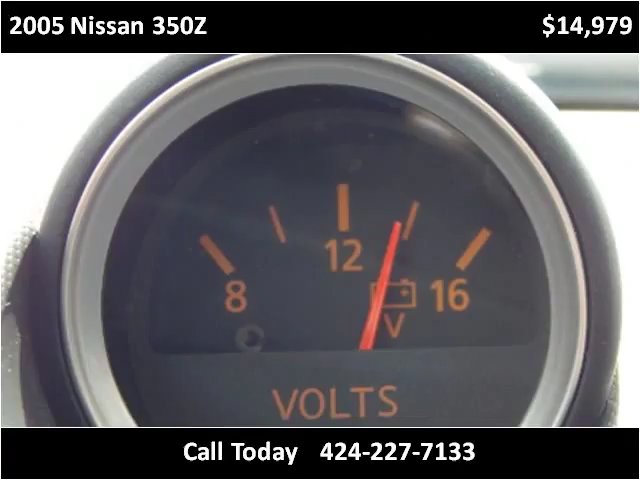 2005 Nissan 350Z $14,979
12
8 16
V
VOLTS
Call Today 424-227-7133